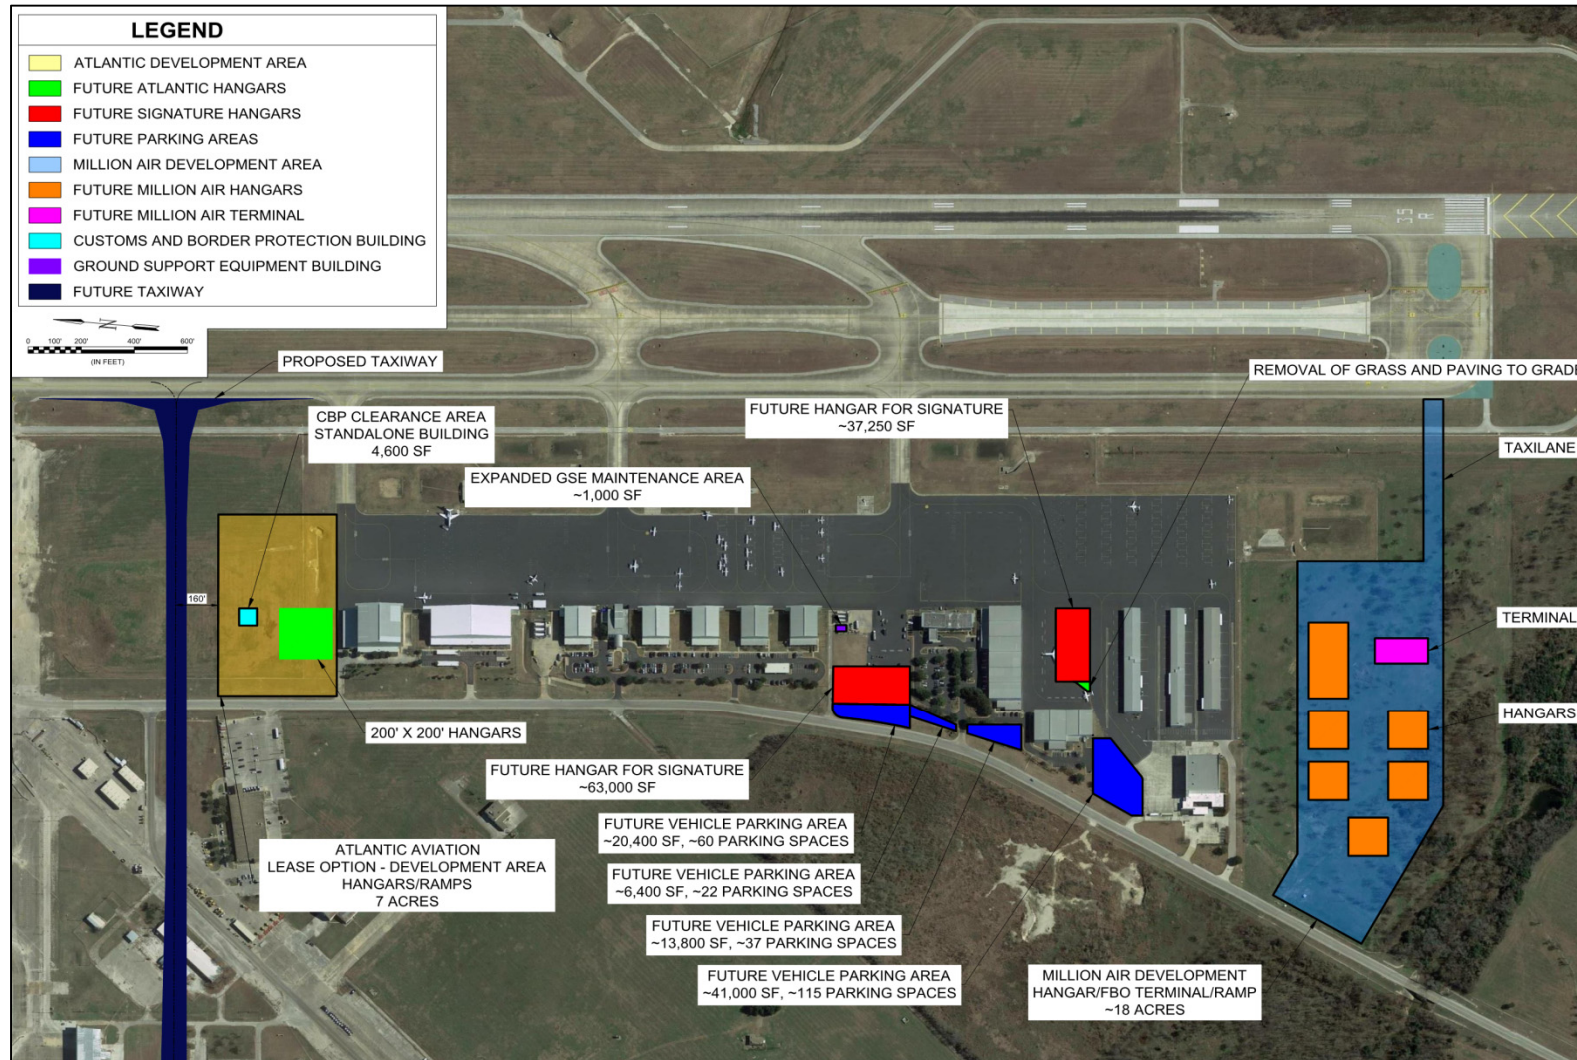 LEGEND
ATLANTIC DEVELOPMENT AREA
FUTURE ATLANTIC HANGARS
FUTURE SIGNATURE HANGARS
FUTURE PARKING AREAS
MILLION AIR DEVELOPMENT AREA
FUTURE MILLION AIR HANGARS
FUTURE MILLION AIR TERMINAL
CUSTOMS AND BORDER PROTECTION BUILDING
GROUND SUPPORT EQUIPMENT BUILDING
FUTURE TAXIWAY
N
0 100' 200' 400' 600'
(IN FEET)
35
R
PROPOSED TAXIWAY
REMOVAL OF GRASS AND PAVING TO GRADE
CBP CLEARANCE AREA
STANDALONE BUILDING
4,600 SF
FUTURE HANGAR FOR SIGNATURE
~37,250 SF
TAXILANE
EXPANDED GSE MAINTENANCE AREA
~1,000 SF
160'
TERMINAL
HANGARS
200' X 200' HANGARS
FUTURE HANGAR FOR SIGNATURE
~63,000 SF
FUTURE VEHICLE PARKING AREA
~20,400 SF, ~60 PARKING SPACES
ATLANTIC AVIATION
LEASE OPTION - DEVELOPMENT AREA
HANGARS/RAMPS
7 ACRES
FUTURE VEHICLE PARKING AREA
~6,400 SF, ~22 PARKING SPACES
FUTURE VEHICLE PARKING AREA
~13,800 SF, ~37 PARKING SPACES
FUTURE VEHICLE PARKING AREA
~41,000 SF, ~115 PARKING SPACES
MILLION AIR DEVELOPMENT
HANGAR/FBO TERMINAL/RAMP
~18 ACRES